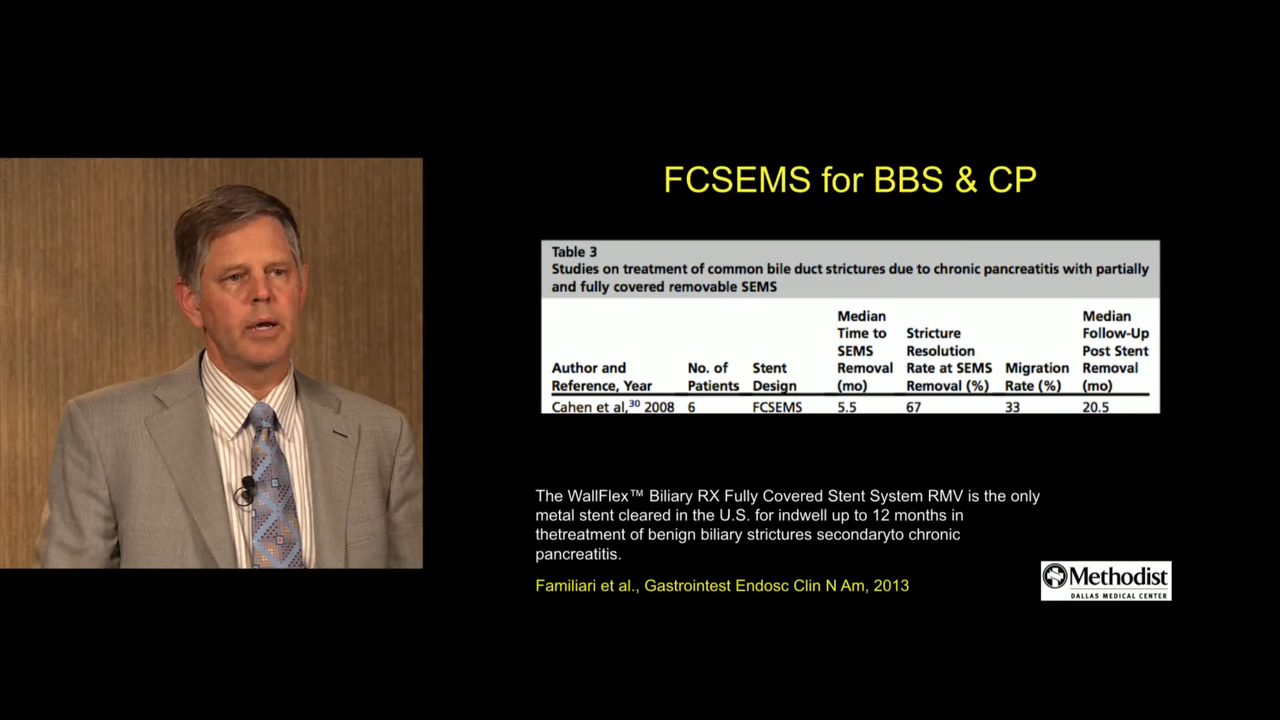 FCSEMS for BBS & CP
Table 3
Studies on treatment of common bile duct strictures due to chronic pancreatitis with partially
and fully covered removable SEMS
Author and Reference, Year
No. of Patients
Stent Design
Median Time to SEMS Removal (mo)
Stricture Resolution Rate at SEMS Removal (%)
Migration Rate (%)
Median Follow-Up Post Stent Removal (mo)
Cahen et al,30 2008 6 FCSEMS 5.5 67 33 20.5
The WallFlex™ Biliary RX Fully Covered Stent System RMV is the only
metal stent cleared in the U.S. for indwell up to 12 months in
thetreatment of benign biliary strictures secondaryto chronic
pancreatitis.
Familiari et al., Gastrointest Endosc Clin N Am, 2013
Methodist
DALLAS MEDICAL CENTER